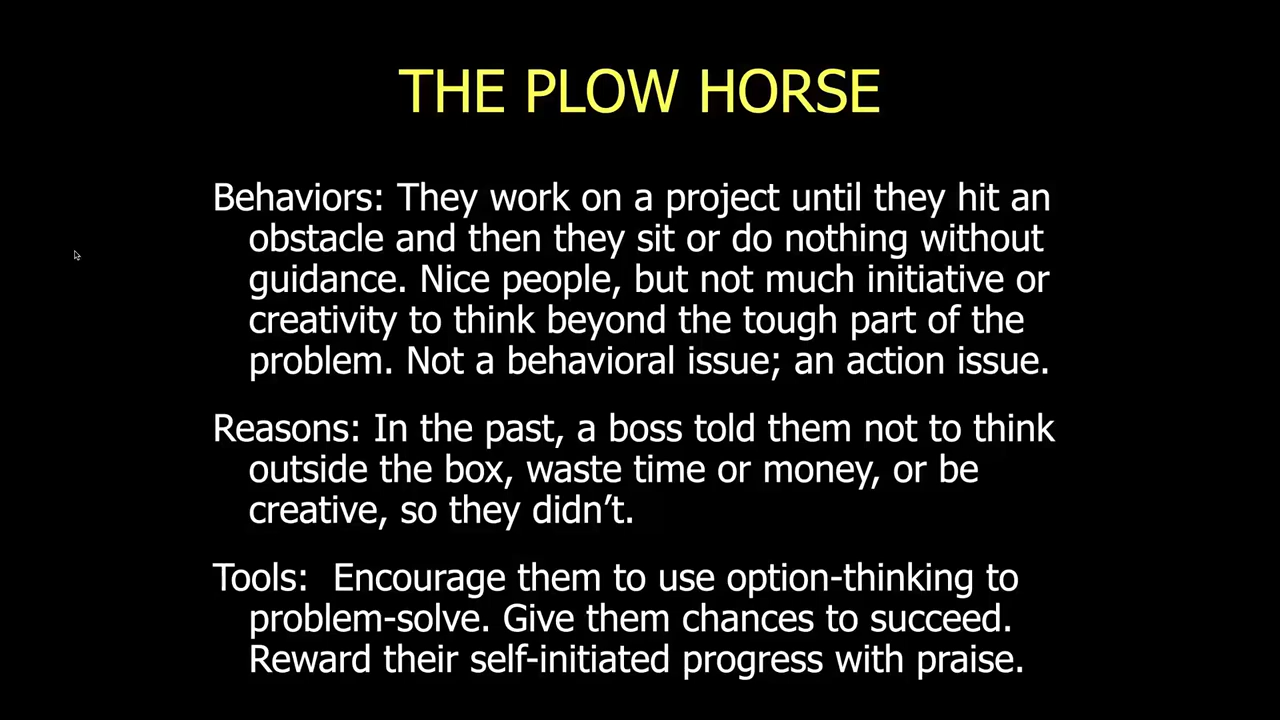 THE PLOW HORSE
Behaviors: They work on a project until they hit an
obstacle and then they sit or do nothing without
guidance. Nice people, but not much initiative or
creativity to think beyond the tough part of the
problem. Not a behavioral issue; an action issue.
Reasons: In the past, a boss told them not to think
outside the box, waste time or money, or be
creative, so they didn’t.
Tools:  Encourage them to use option-thinking to
problem-solve. Give them chances to succeed.
Reward their self-initiated progress with praise.